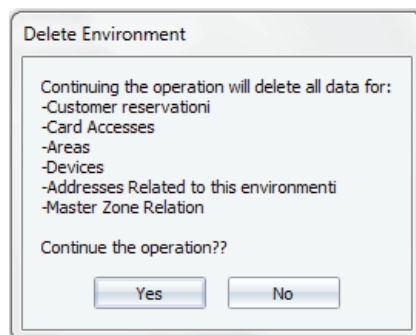 Delete Environment
Continuing the operation will delete all data for:
-Customer reservationi
-Card Accesses
-Areas
-Devices
-Addresses Related to this environmenti
-Master Zone Relation
Continue the operation??
Yes No